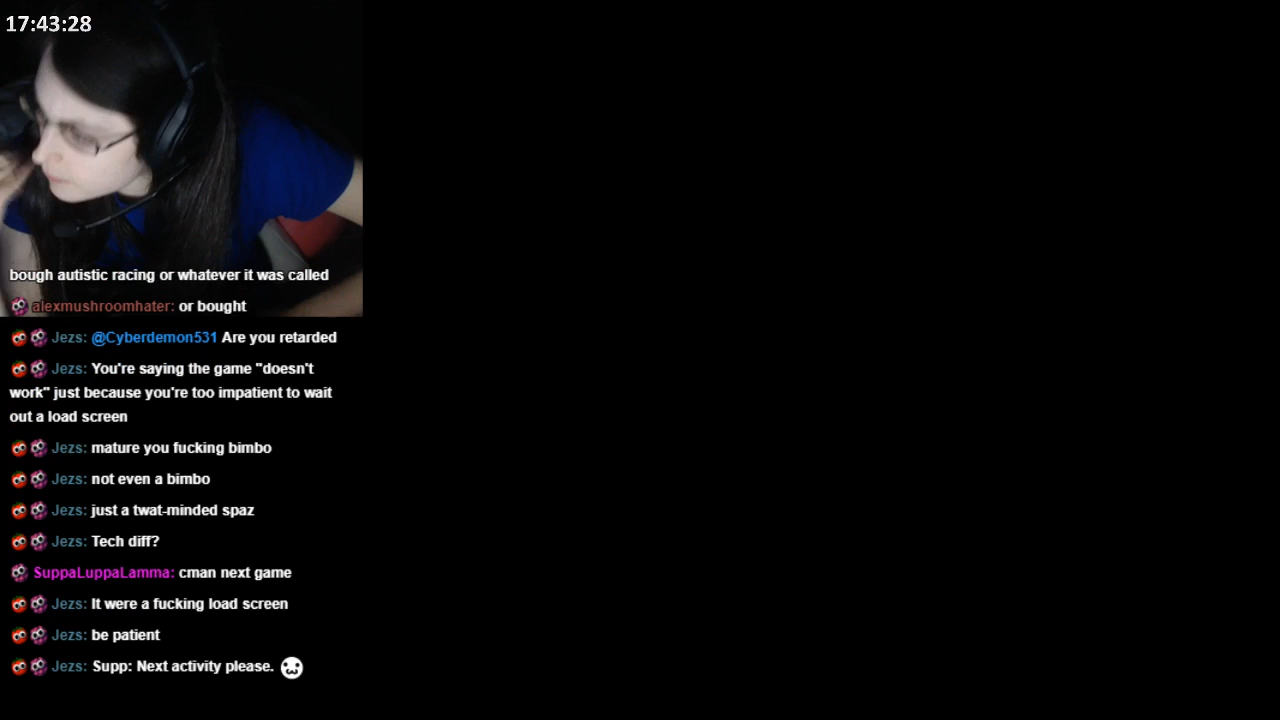 17:43:28
bough autistic racing or whatever it was called
alexmushroomhater: or bought
Jezs: @Cyberdemon531 Are you retarded
Jezs: You're saying the game "doesn't
work" just because you're too impatient to wait
out a load screen
Jezs: mature you fucking bimbo
Jezs: not even a bimbo
Jezs: just a twat-minded spaz
Jezs: Tech diff?
SuppaLuppaLamma: cman next game
Jezs: It were a fucking load screen
Jezs: be patient
Jezs: Supp: Next activity please.